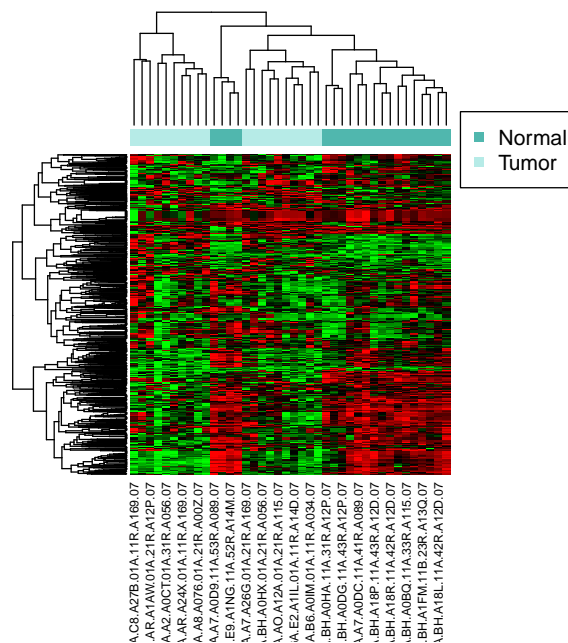 Normal
Tumor
A.C8.A27B.01A.11R.A169.07
.AR.A1AW.01A.21R.A12P.07
A.A2.A0CT.01A.31R.A056.07
.AR.A24X.01A.11R.A169.07
A.A8.A076.01A.21R.A00Z.07
A.A7.A0D9.11A.53R.A089.07
.E9.A1NG.11A.52R.A14M.07
A.A7.A26G.01A.21R.A169.07
.BH.A0HX.01A.21R.A056.07
.AO.A12A.01A.21R.A115.07
A.E2.A1IL.01A.11R.A14D.07
A.B6.A0IM.01A.11R.A034.07
.BH.A0HA.11A.31R.A12P.07
.BH.A0DG.11A.43R.A12P.07
A.A7.A0DC.11A.41R.A089.07
.BH.A18P.11A.43R.A12D.07
.BH.A18R.11A.42R.A12D.07
.BH.A0BQ.11A.33R.A115.07
.BH.A1FM.11B.23R.A13Q.07
.BH.A18L.11A.42R.A12D.07